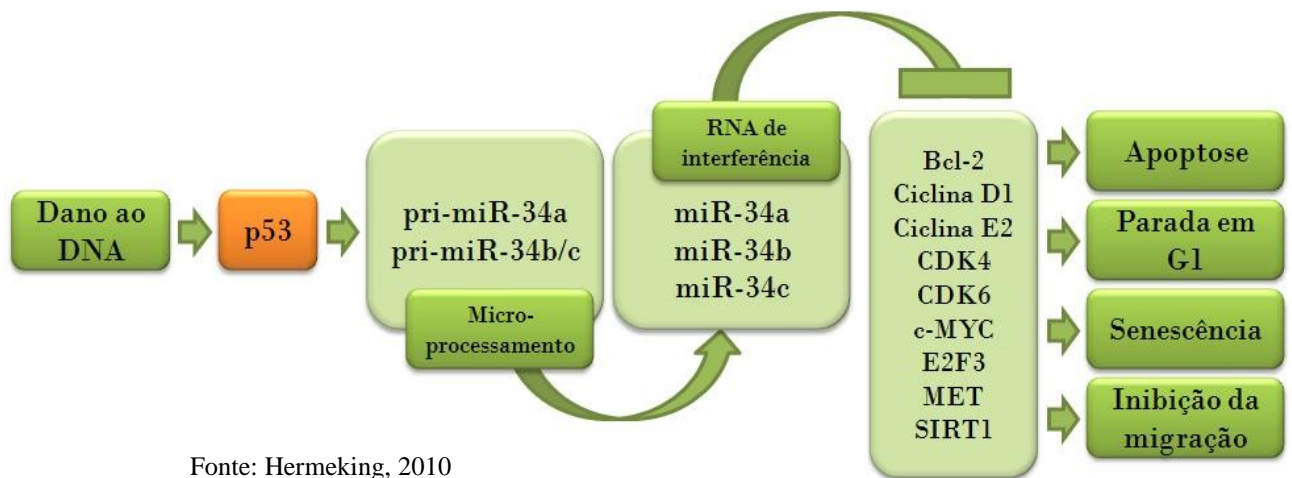 Dano ao
DNA
p53
pri-miR-34a
pri-miR-34b/c
Micro-
processamento
RNA de
interferência
miR-34a
miR-34b
miR-34c
Bcl-2
Ciclina D1
Ciclina E2
CDK4
CDK6
c-MYC
E2F3
MET
SIRT1
Apoptose
Parada em
G1
Senescência
Inibição da
migração
Fonte: Hermeking, 2010